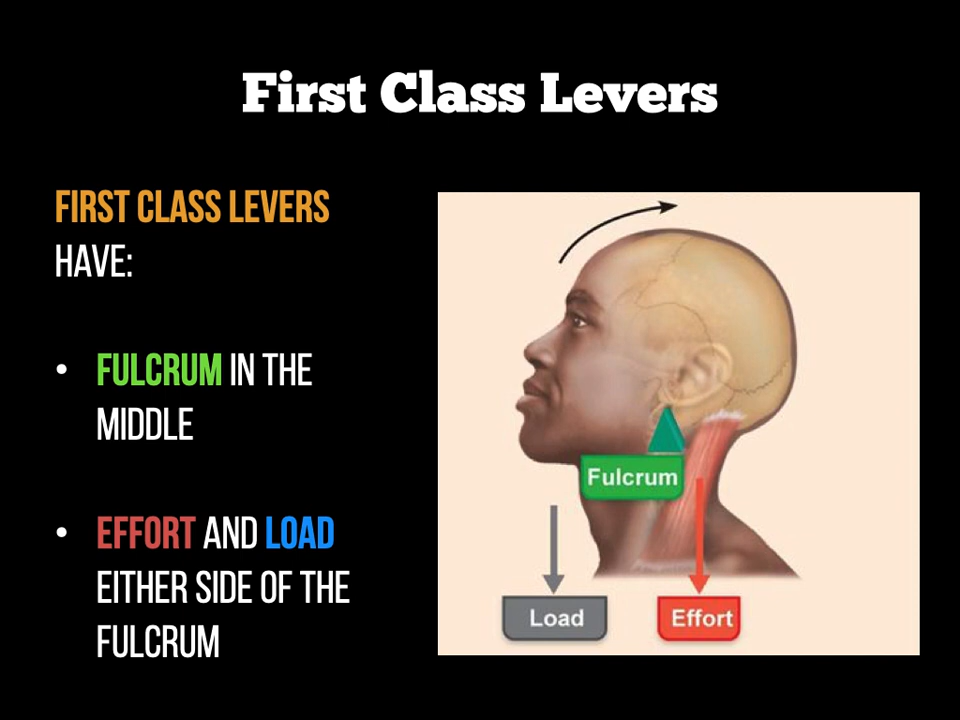 First Class Levers
FIRST CLASS LEVERS
HAVE:
• FULCRUM IN THE
MIDDLE
• EFFORT AND LOAD
EITHER SIDE OF THE
FULCRUM
Fulcrum
Load
Effort